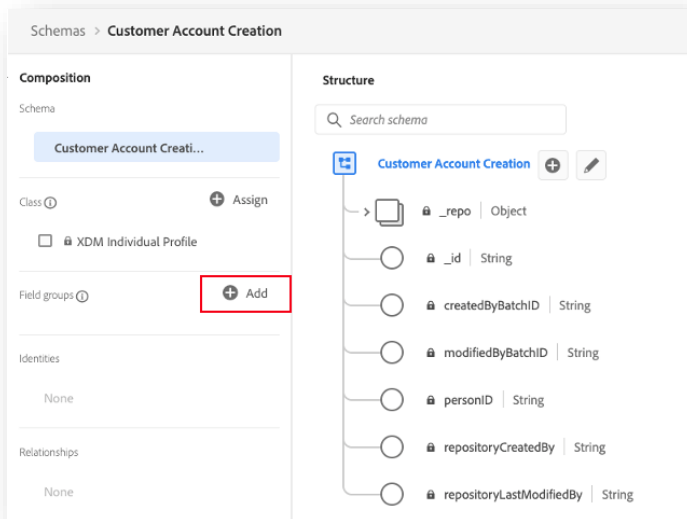 Schemas > Customer Account Creation
Composition
Schema
Customer Account Creati...
Class
Assign
XDM Individual Profile
Field groups
Add
Identities
None
Relationships
None
Structure
Search schema
Customer Account Creation
_repo | Object
_id | String
createdByBatchID | String
modifiedByBatchID | String
personID | String
repositoryCreatedBy | String
repositoryLastModifiedBy | String